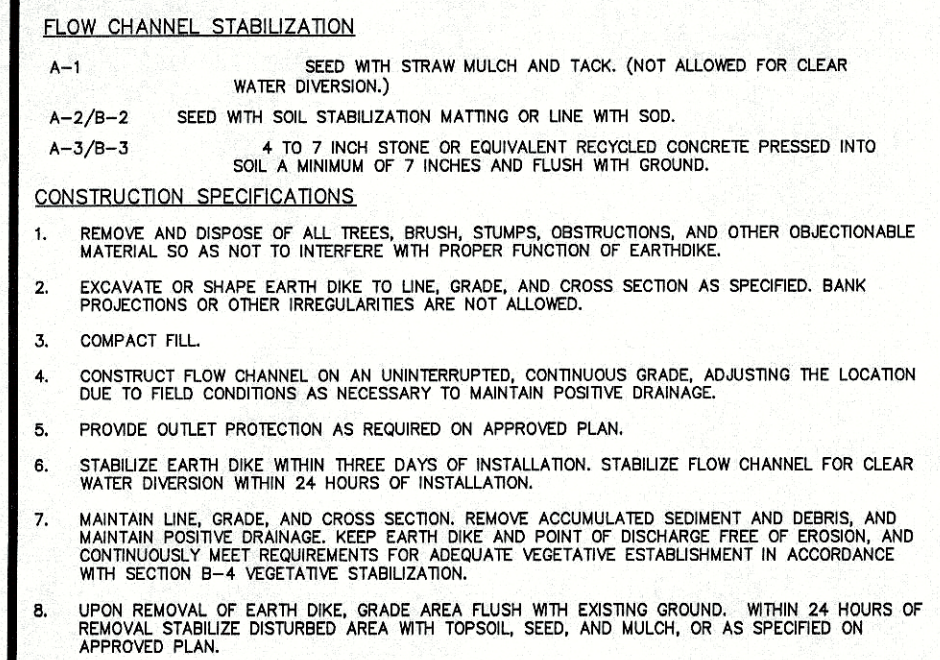 FLOW CHANNEL STABILIZATION
A-1 SEED WITH STRAW MULCH AND TACK. (NOT ALLOWED FOR CLEAR
WATER DIVERSION.)
A-2/B-2 SEED WITH SOIL STABILIZATION MATTING OR LINE WITH SOD.
A-3/B-3 4 TO 7 INCH STONE OR EQUIVALENT RECYCLED CONCRETE PRESSED INTO
SOIL A MINIMUM OF 7 INCHES AND FLUSH WITH GROUND.
CONSTRUCTION SPECIFICATIONS
1. REMOVE AND DISPOSE OF ALL TREES, BRUSH, STUMPS, OBSTRUCTIONS, AND OTHER OBJECTIONABLE
MATERIAL SO AS NOT TO INTERFERE WITH PROPER FUNCTION OF EARTHDIKE.
2. EXCAVATE OR SHAPE EARTH DIKE TO LINE, GRADE, AND CROSS SECTION AS SPECIFIED. BANK
PROJECTIONS OR OTHER IRREGULARITIES ARE NOT ALLOWED.
3. COMPACT FILL.
4. CONSTRUCT FLOW CHANNEL ON AN UNINTERRUPTED, CONTINUOUS GRADE, ADJUSTING THE LOCATION
DUE TO FIELD CONDITIONS AS NECESSARY TO MAINTAIN POSITIVE DRAINAGE.
5. PROVIDE OUTLET PROTECTION AS REQUIRED ON APPROVED PLAN.
6. STABILIZE EARTH DIKE WITHIN THREE DAYS OF INSTALLATION. STABILIZE FLOW CHANNEL FOR CLEAR
WATER DIVERSION WITHIN 24 HOURS OF INSTALLATION.
7. MAINTAIN LINE, GRADE, AND CROSS SECTION. REMOVE ACCUMULATED SEDIMENT AND DEBRIS, AND
MAINTAIN POSITIVE DRAINAGE. KEEP EARTH DIKE AND POINT OF DISCHARGE FREE OF EROSION, AND
CONTINUOUSLY MEET REQUIREMENTS FOR ADEQUATE VEGETATIVE ESTABLISHMENT IN ACCORDANCE
WITH SECTION B-4 VEGETATIVE STABILIZATION.
8. UPON REMOVAL OF EARTH DIKE, GRADE AREA FLUSH WITH EXISTING GROUND. WITHIN 24 HOURS OF
REMOVAL STABILIZE DISTURBED AREA WITH TOPSOIL, SEED, AND MULCH, OR AS SPECIFIED ON
APPROVED PLAN.